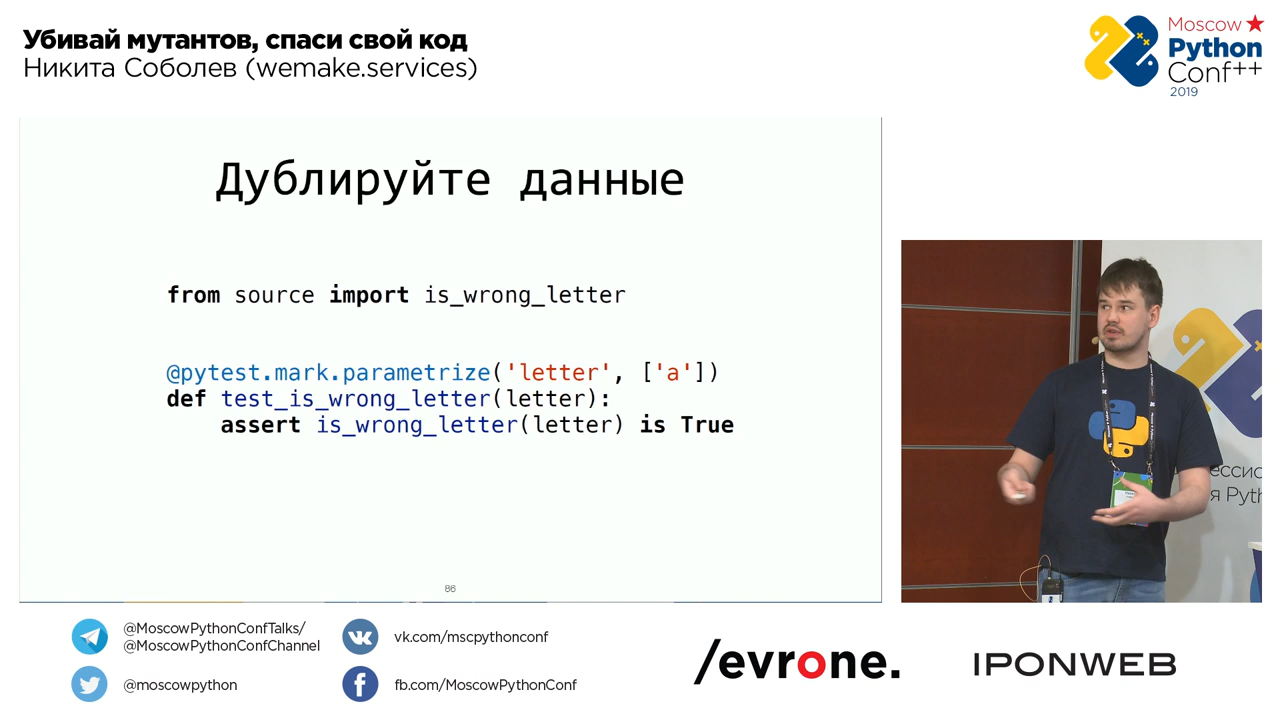 Убивай мутантов, спаси свой код
Никита Соболев (wemake.services)
Moscow
Python
Conf++
2019
Дублируйте данные
from source import is_wrong_letter
@pytest.mark.parametrize('letter', ['a'])
def test_is_wrong_letter(letter):
    assert is_wrong_letter(letter) is True
86
ессио
я Pyth
@MoscowPythonConfTalks/
@MoscowPythonConfChannel
vk.com/mscpythonconf
@moscowpython
fb.com/MoscowPythonConf
/evrone.
IPONWEB